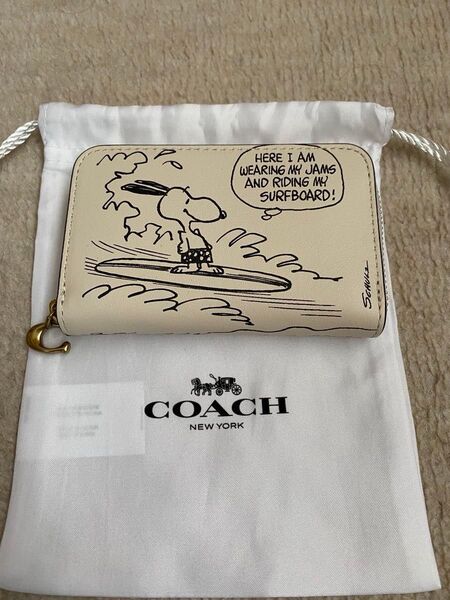 HERE I AM
WEARING MY JAMS
AND RIDING MY
SURFBOARD!
SCHULZ
COACH
NEW YORK